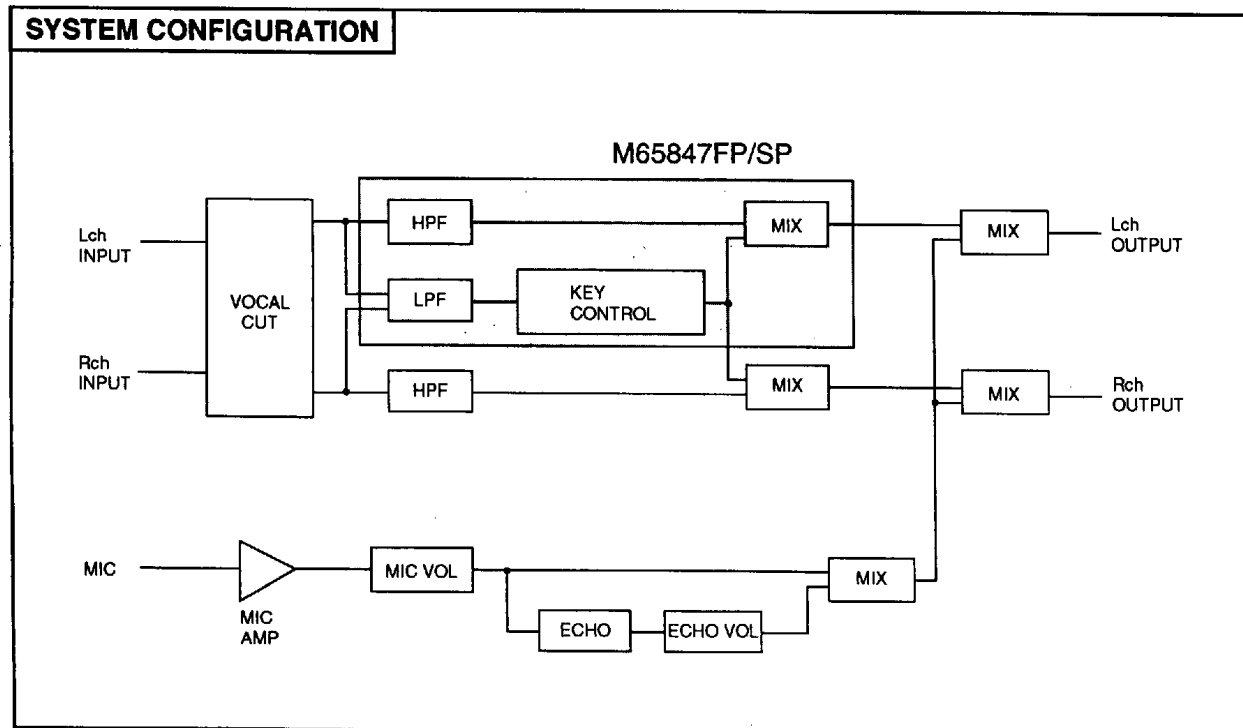 SYSTEM CONFIGURATION
M65847FP/SP
HPF
MIX
MIX
Lch
INPUT
Lch
OUTPUT
VOCAL
CUT
LPF
KEY
CONTROL
Rch
INPUT
HPF
MIX
MIX
Rch
OUTPUT
MIC
MIC
AMP
MIC VOL
MIX
ECHO
ECHO VOL